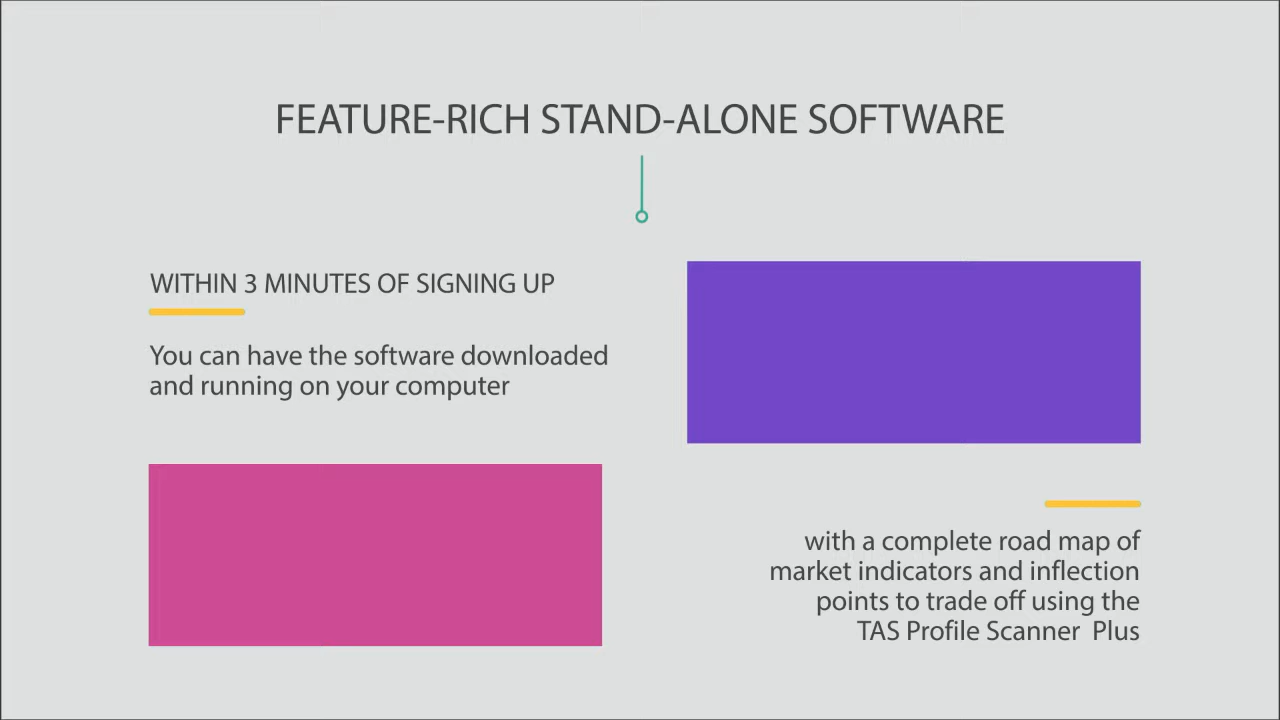 FEATURE-RICH STAND-ALONE SOFTWARE
WITHIN 3 MINUTES OF SIGNING UP
You can have the software downloaded
and running on your computer
with a complete road map of
market indicators and inflection
points to trade off using the
TAS Profile Scanner  Plus